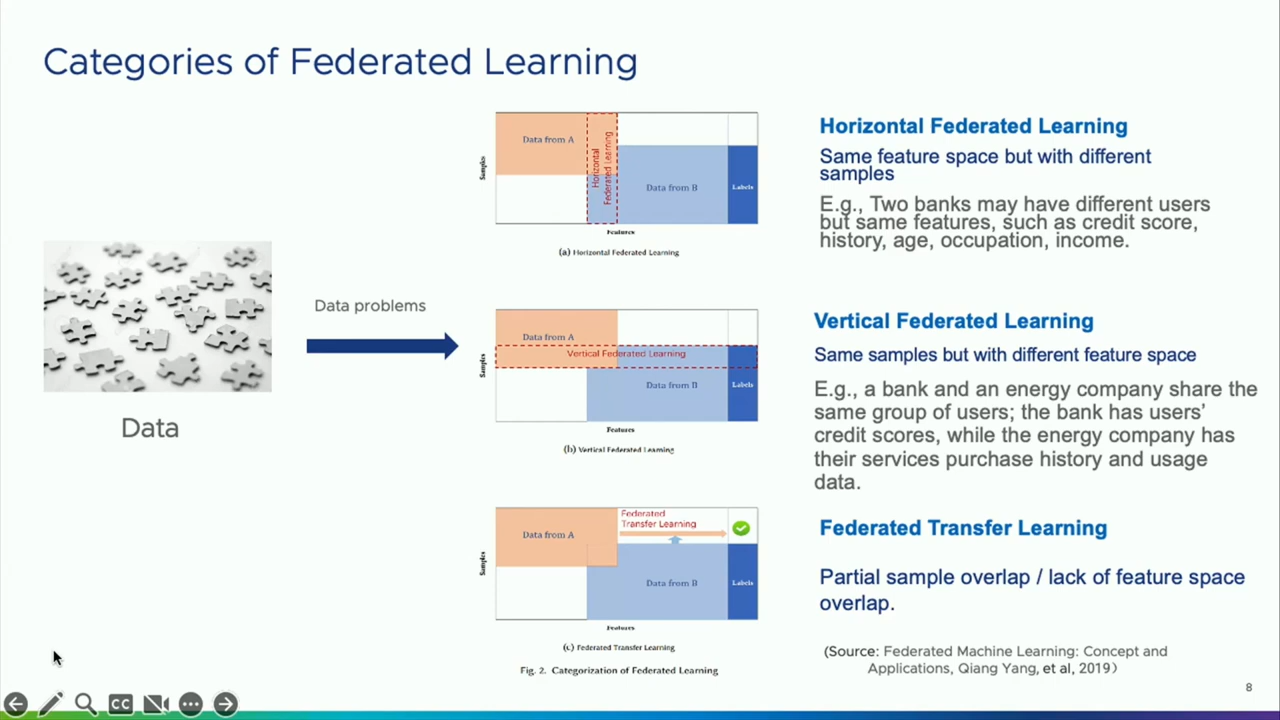 Categories of Federated Learning
Data
Data problems
Data from A
Horizontal
Federated Learning
Data from B
Labels
Samples
Features
(a) Horizontal Federated Learning
Data from A
Vertical Federated Learning
Data from B
Labels
Samples
Features
(b) Vertical Federated Learning
Data from A
Federated
Transfer Learning
Data from B
Labels
Samples
Features
(c) Federated Transfer Learning
Fig. 2. Categorization of Federated Learning
Horizontal Federated Learning
Same feature space but with different
samples
E.g., Two banks may have different users
but same features, such as credit score,
history, age, occupation, income.
Vertical Federated Learning
Same samples but with different feature space
E.g., a bank and an energy company share the
same group of users; the bank has users’
credit scores, while the energy company has
their services purchase history and usage
data.
Federated Transfer Learning
Partial sample overlap / lack of feature space
overlap.
(Source: Federated Machine Learning: Concept and
Applications, Qiang Yang, et al, 2019）
8
CC